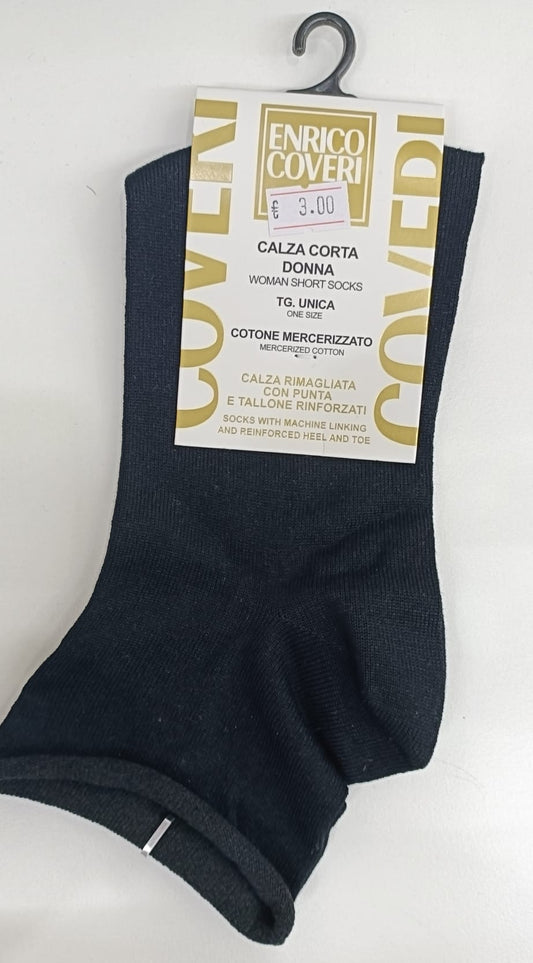 ENRICO
COVERI
£ 3.00
CALZA CORTA
DONNA
WOMAN SHORT SOCKS
TG. UNICA
ONE SIZE
COTONE MERCERIZZATO
MERCERIZED COTTON
CALZA RIMAGLIATA
CON PUNTA
E TALLONE RINFORZATI
SOCKS WITH MACHINE LINKING
AND REINFORCED HEEL AND TOE
COVERI
COVERI